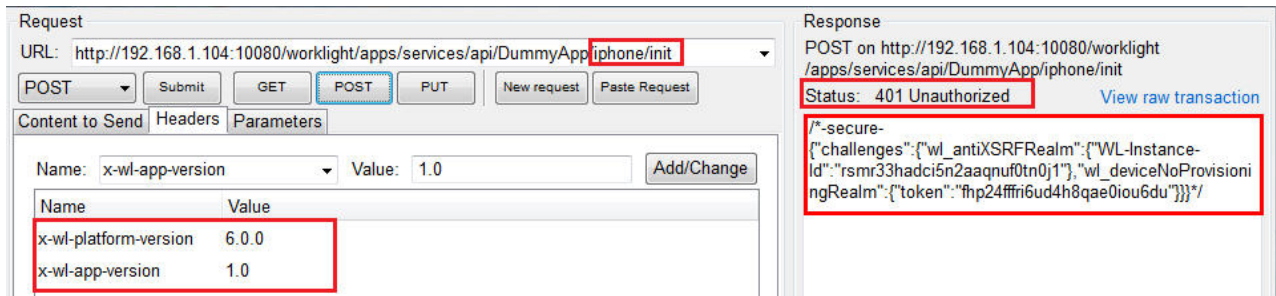 Request
URL: http://192.168.1.104:10080/worklight/apps/services/api/DummyApp/iphone/init
POST Submit GET POST PUT New request Paste Request
Content to Send Headers Parameters
Name: x-wl-app-version Value: 1.0 Add/Change
Name Value
x-wl-platform-version 6.0.0
x-wl-app-version 1.0
Response
POST on http://192.168.1.104:10080/worklight
/apps/services/api/DummyApp/iphone/init
Status: 401 Unauthorized View raw transaction
/*-secure-
{"challenges":{"wl_antiXSRFRealm":{"WL-Instance-
Id":"rsmr33hadci5n2aaqnuf0tn0j1"},"wl_deviceNoProvisioni
ngRealm":{"token":"fhp24fffri6ud4h8qae0iou6du"}}}*/